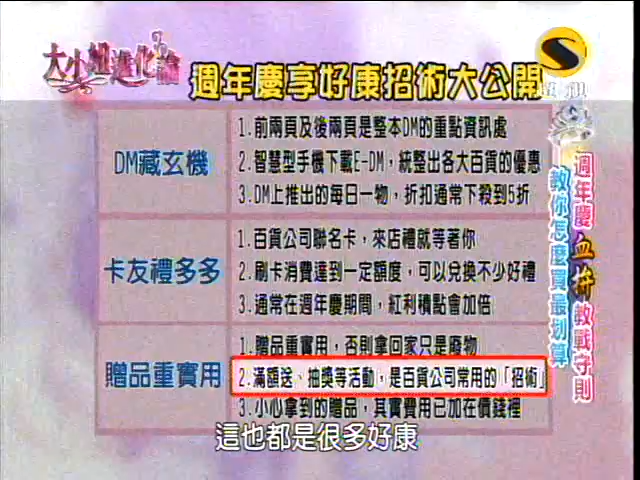 大小姐進化論
週年慶享好康招術大公開
DM藏玄機
1.前兩頁及後兩頁是整本DM的重點資訊處
2.智慧型手機下載E-DM，統整出各大百貨的優惠
3.DM上推出的每日一物，折扣通常下殺到5折
卡友禮多多
1.百貨公司聯名卡，來店禮就等著你
2.刷卡消費達到一定額度，可以兌換不少好禮
3.通常在週年慶期間，紅利積點會加倍
贈品重實用
1.贈品重實用，否則拿回家只是廢物
2.滿額送、抽獎等活動，是百貨公司常用的「招術」
3.小心拿到的贈品，其實費用已加在價錢裡
週年慶血拚教戰守則
教你怎麼買最划算
這也都是很多好康